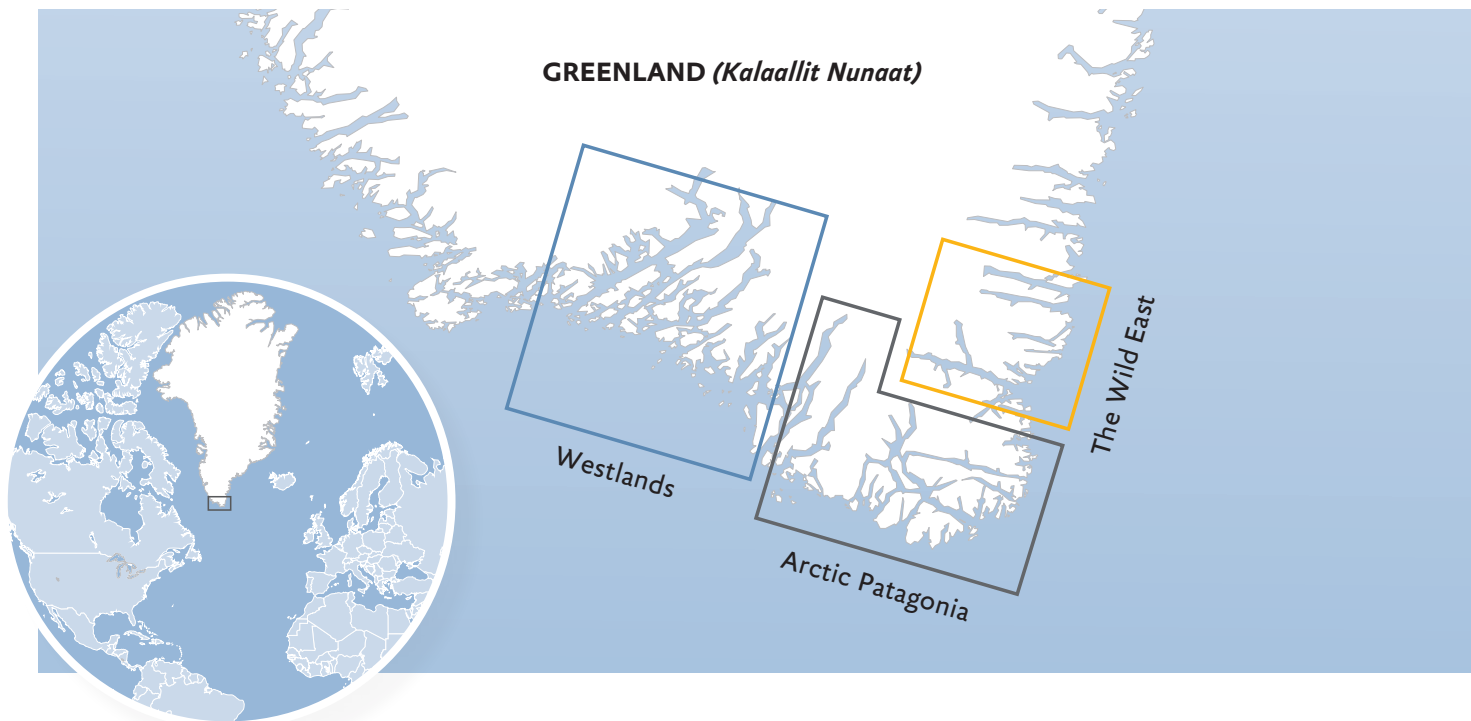 GREENLAND (Kalaallit Nunaat)
The Wild East
Westlands
Arctic Patagonia